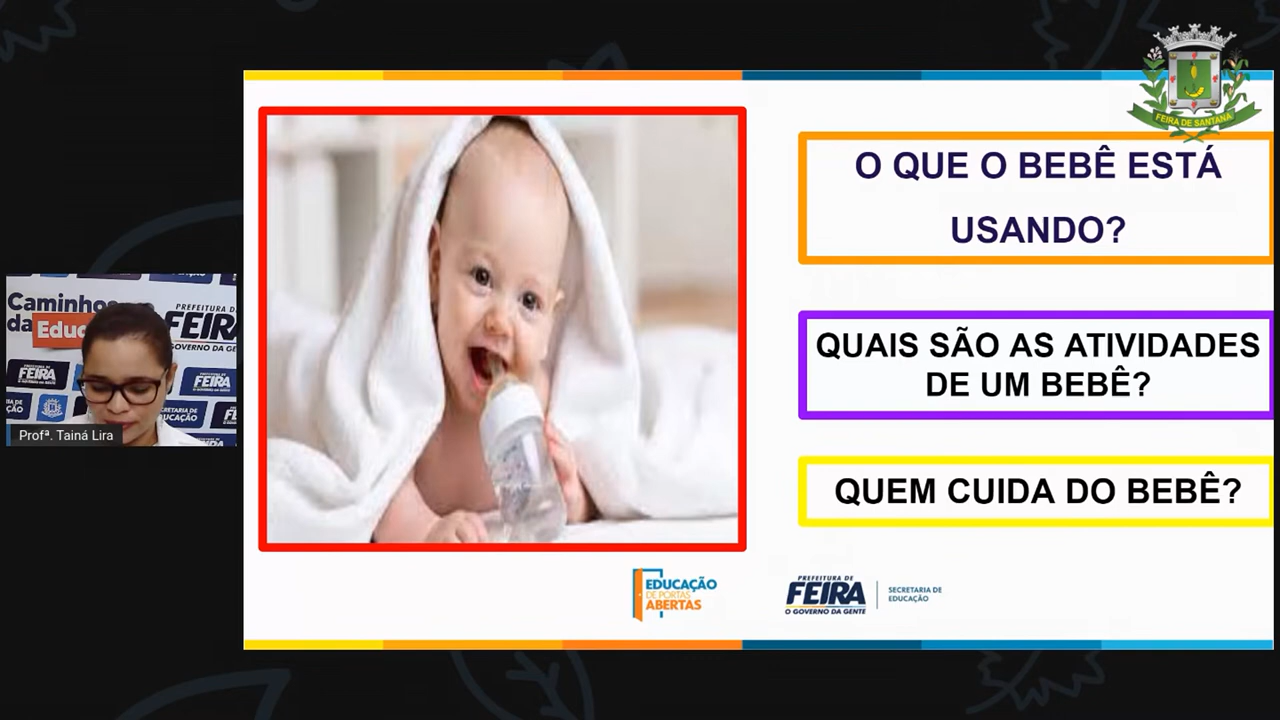 FEIRA DE SANTANA
O QUE O BEBÊ ESTÁ
USANDO?
QUAIS SÃO AS ATIVIDADES
DE UM BEBÊ?
QUEM CUIDA DO BEBÊ?
Caminhos
da Educ
PREFEITURA DE
FEIRA
O GOVERNO DA GENTE
FEIRA
FEIRA
SECRETARIA DE
EDUCAÇÃO
Profª. Tainá Lira
EDUCAÇÃO
DE PORTAS
ABERTAS
PREFEITURA DE
FEIRA
O GOVERNO DA GENTE
SECRETARIA DE
EDUCAÇÃO